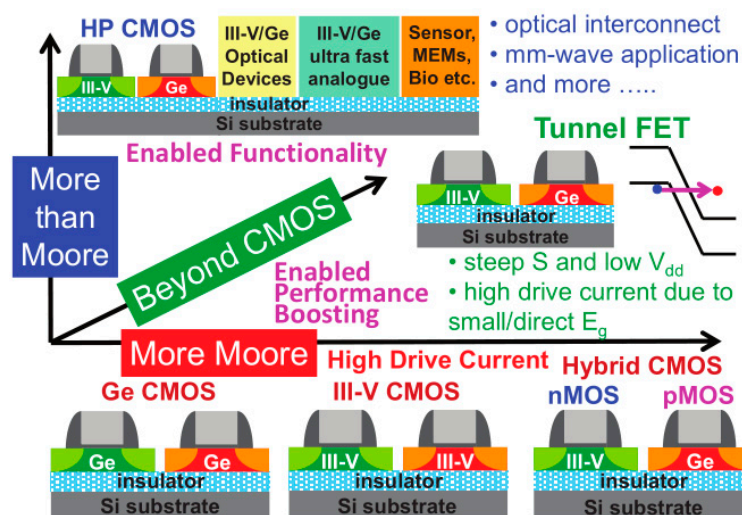 HP CMOS
III-V/Ge
Optical
Devices
III-V/Ge
ultra fast
analogue
Sensor,
MEMs,
Bio etc.
• optical interconnect
• mm-wave application
• and more …..
III-V
Ge
insulator
Si substrate
Enabled Functionality
Tunnel FET
III-V
Ge
insulator
Si substrate
More
than
Moore
Beyond CMOS
Enabled
Performance
Boosting
• steep S and low Vdd
• high drive current due to
small/direct Eg
More Moore
High Drive Current
Ge CMOS
Ge
Ge
insulator
Si substrate
III-V CMOS
III-V
III-V
insulator
Si substrate
Hybrid CMOS
nMOS
pMOS
III-V
Ge
insulator
Si substrate